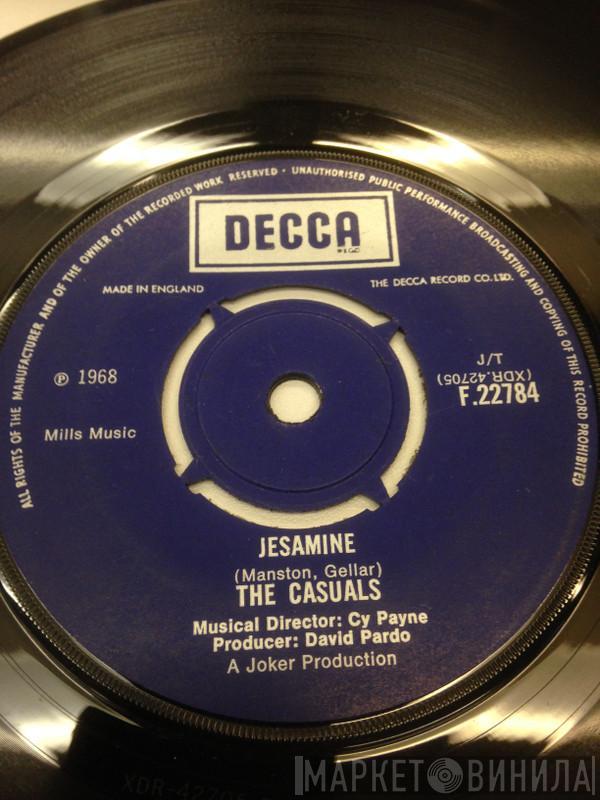 ALL RIGHTS OF THE MANUFACTURER AND OF THE OWNER OF THE RECORDED WORK RESERVED • UNAUTHORISED PUBLIC PERFORMANCE BROADCASTING AND COPYING OF THIS RECORD PROHIBITED
DECCA
MADE IN ENGLAND
THE DECCA RECORD CO. LTD.
℗ 1968
J/T
(XDR.42705)
F.22784
Mills Music
JESAMINE
(Manston, Gellar)
THE CASUALS
Musical Director: Cy Payne
Producer: David Pardo
A Joker Production
XDR-42705
МАРКЕТ ВИНИЛА